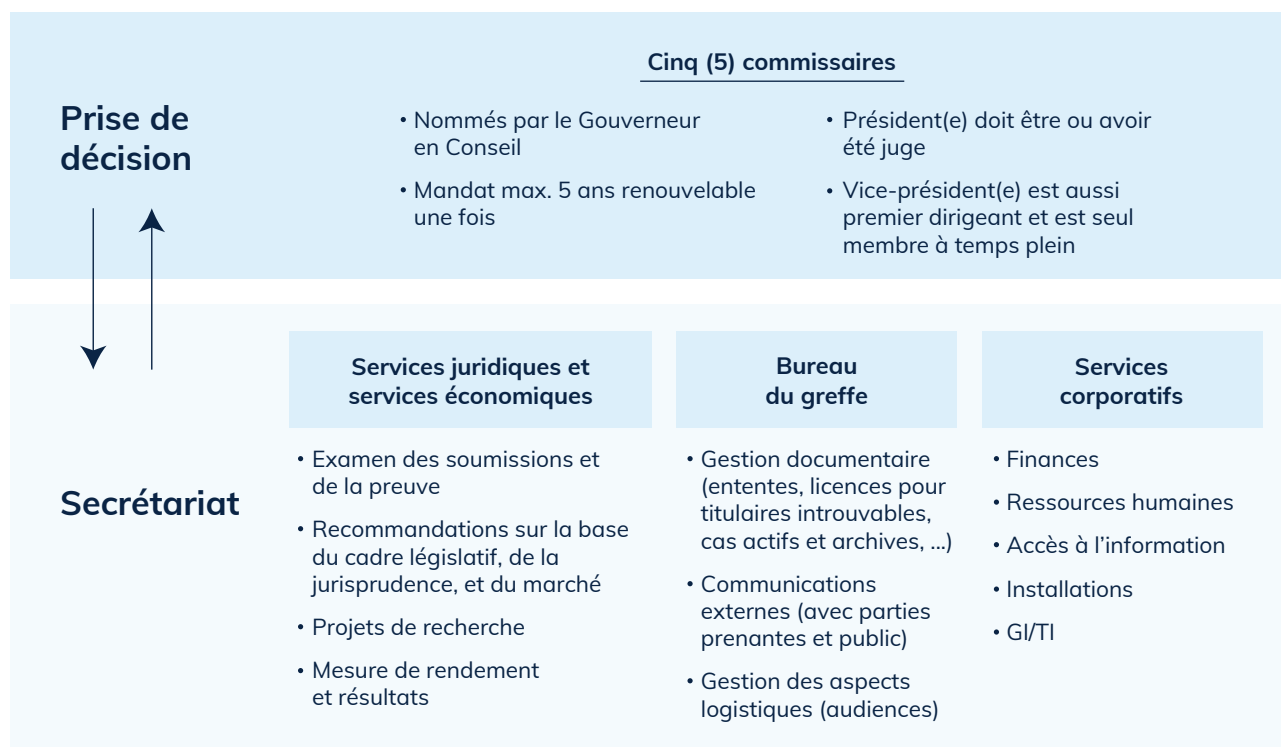 Prise de
décision
Cinq (5) commissaires
• Nommés par le Gouverneur
en Conseil
• Mandat max. 5 ans renouvelable
une fois
• Président(e) doit être ou avoir
été juge
• Vice-président(e) est aussi
premier dirigeant et est seul
membre à temps plein
Secrétariat
Services juridiques et
services économiques
• Examen des soumissions et
de la preuve
• Recommandations sur la base
du cadre législatif, de la
jurisprudence, et du marché
• Projets de recherche
• Mesure de rendement
et résultats
Bureau
du greffe
• Gestion documentaire
(ententes, licences pour
titulaires introuvables,
cas actifs et archives, ...)
• Communications
externes (avec parties
prenantes et public)
• Gestion des aspects
logistiques (audiences)
Services
corporatifs
• Finances
• Ressources humaines
• Accès à l’information
• Installations
• GI/TI